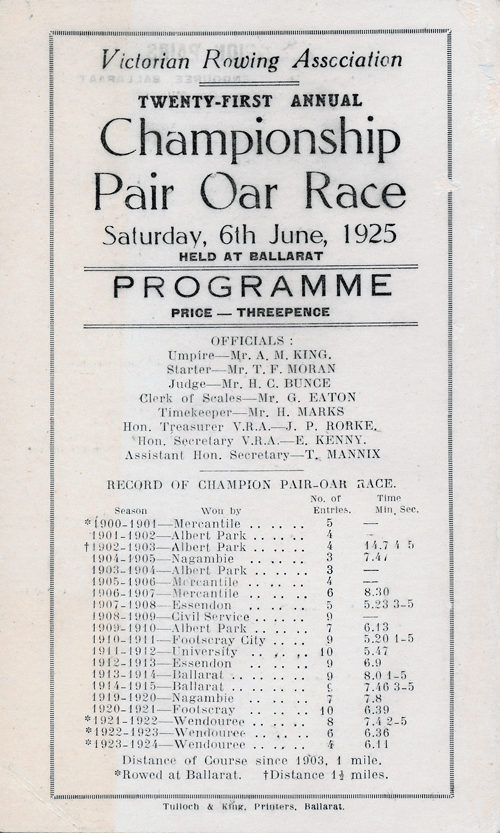 Victorian Rowing Association
TWENTY-FIRST ANNUAL
Championship
Pair Oar Race
Saturday, 6th June, 1925
HELD AT BALLARAT
PROGRAMME
PRICE — THREEPENCE
OFFICIALS :
Umpire—Mr. A. M. KING.
Starter—Mr. T. F. MORAN
Judge—Mr. H. C. BUNCE
Clerk of Scales—Mr. G. EATON
Timekeeper—Mr. H. MARKS
Hon. Treasurer V.R.A.—J. P. RORKE.
Hon. Secretary V.R.A.—E. KENNY.
Assistant Hon. Secretary—T. MANNIX
RECORD OF CHAMPION PAIR-OAR RACE.
Season Won by No. of Entries. Time Min. Sec.
*1900-1901—Mercantile .. .. .. 5 —
1901-1902—Albert Park .. .. .. 4 —
†1902-1903—Albert Park .. .. .. 4 14.7 4-5
1904-1905—Nagambie .. .. .. 3 7.47
1903-1904—Albert Park .. .. .. 3 —
1905-1906—Mercantile .. .. .. 4 —
1906-1907—Mercantile .. .. .. 6 8.30
1907-1908—Essendon .. .. .. 5 5.23 3-5
1908-1909—Civil Service .. .. .. 9 —
1909-1910—Albert Park .. .. .. 7 6.13
1910-1911—Footscray City .. .. 9 5.20 1-5
1911-1912—University .. .. .. 10 5.47
1912-1913—Essendon .. .. .. 9 6.9
1913-1914—Ballarat .. .. .. 9 8.0 1-5
1914-1915—Ballarat .. .. .. 7.46 3-5
1919-1920—Nagambie .. .. .. 7 7.8
1920-1921—Footscray .. .. .. 10 6.39
*1921-1922—Wendouree .. .. .. 8 7.4 2-5
*1922-1923—Wendouree .. .. .. 6 6.36
*1923-1924—Wendouree .. .. .. 4 6.11
Distance of Course since 1903, 1 mile.
*Rowed at Ballarat. †Distance 1½ miles.
Tulloch & King, Printers, Ballarat.